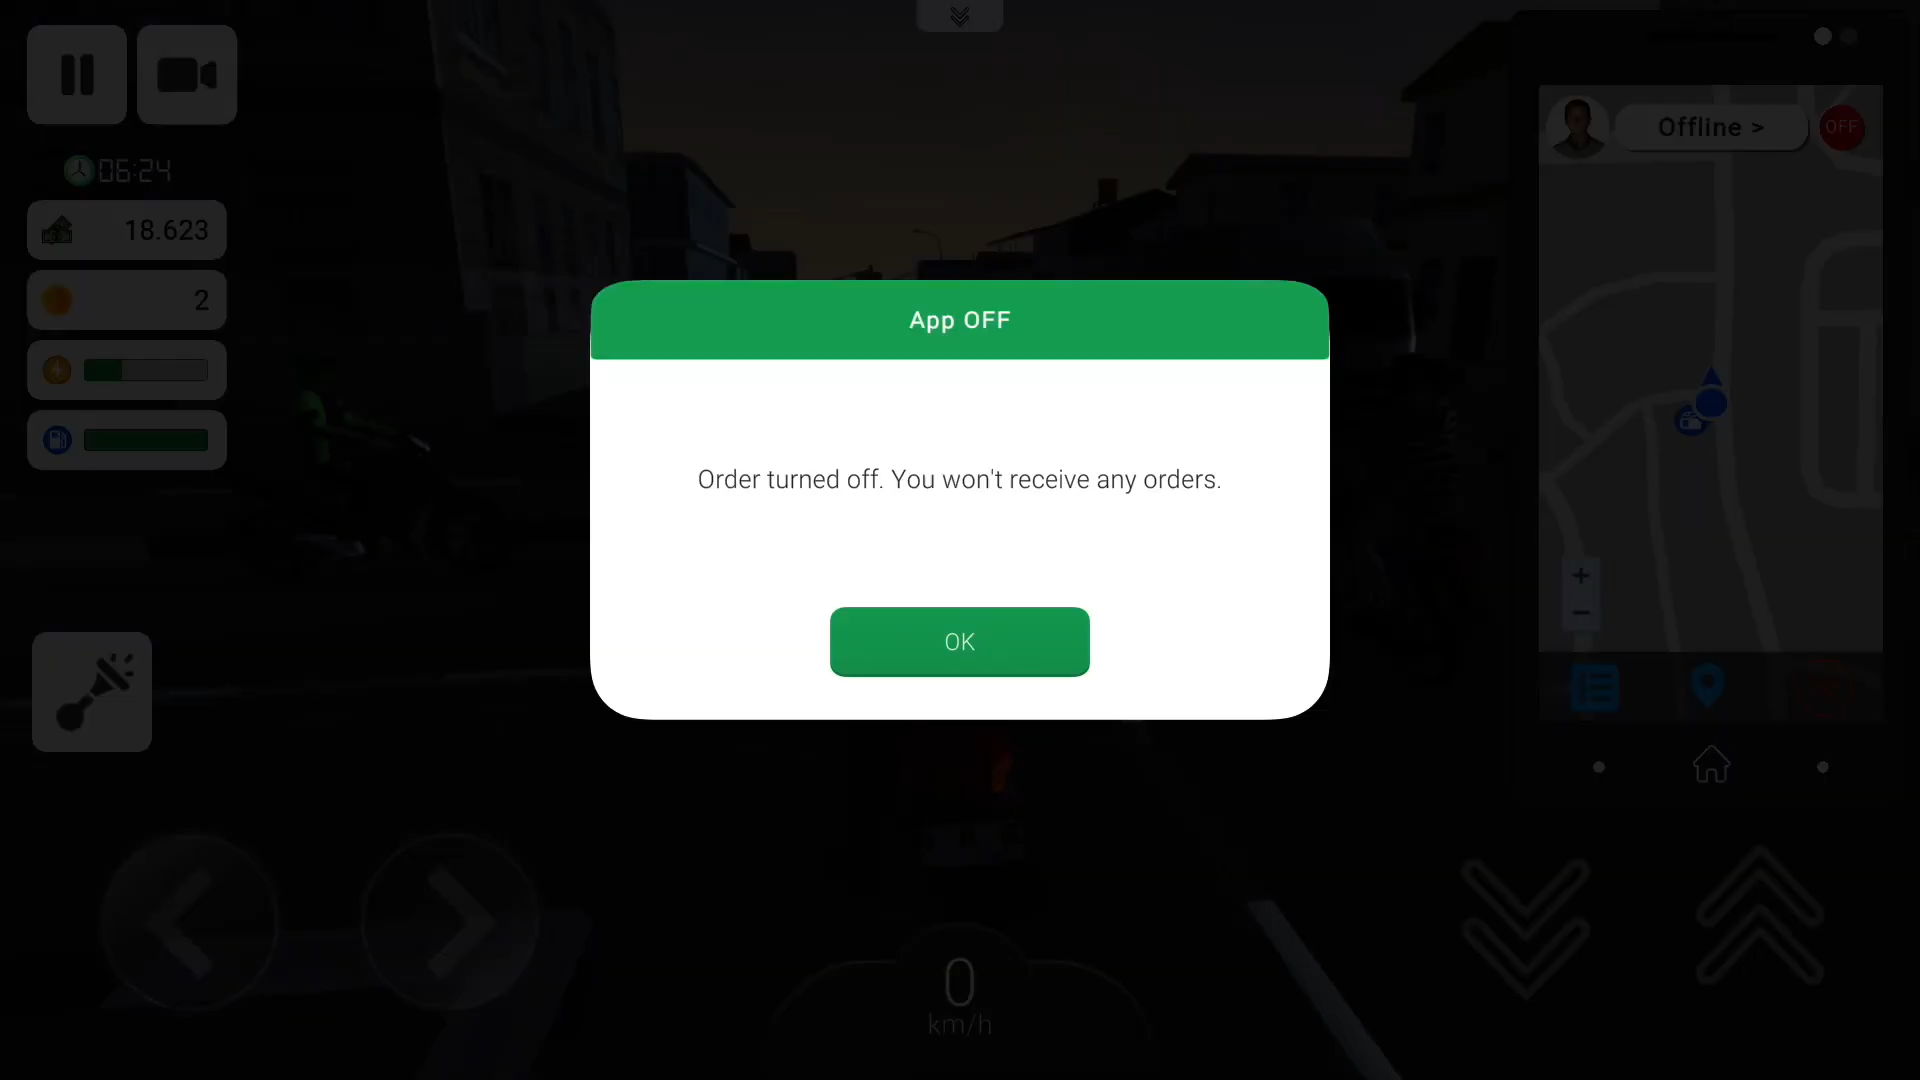 06:24
18.623
2
App OFF
Order turned off. You won't receive any orders.
OK
Offline >
OFF
+
−
0
km/h